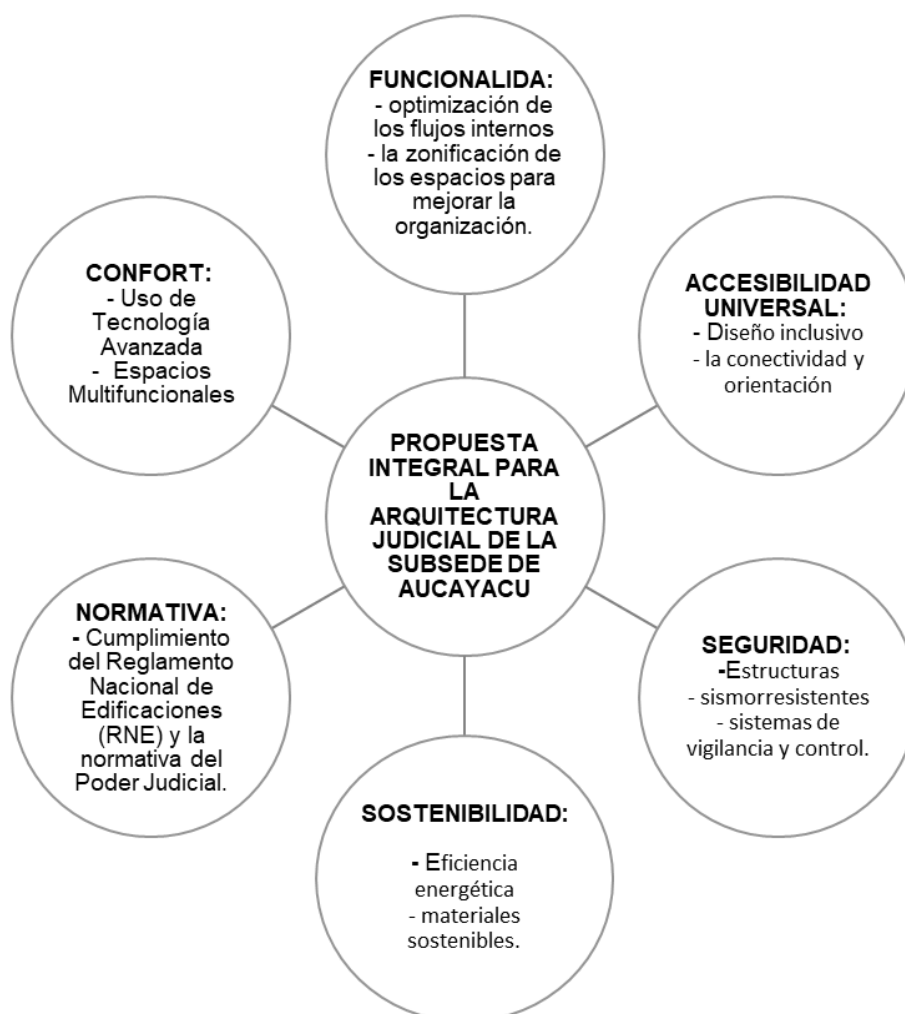 FUNCIONALIDA:
- optimización de
los flujos internos
- la zonificación de
los espacios para
mejorar la
organización.
CONFORT:
- Uso de
Tecnología
Avanzada
- Espacios
Multifuncionales
ACCESIBILIDAD
UNIVERSAL:
- Diseño inclusivo
- la conectividad y
orientación
PROPUESTA
INTEGRAL PARA
LA
ARQUITECTURA
JUDICIAL DE LA
SUBSEDE DE
AUCAYACU
NORMATIVA:
- Cumplimiento
del Reglamento
Nacional de
Edificaciones
(RNE) y la
normativa del
Poder Judicial.
SEGURIDAD:
-Estructuras
- sismorresistentes
- sistemas de
vigilancia y control.
SOSTENIBILIDAD:
- Eficiencia
energética
- materiales
sostenibles.